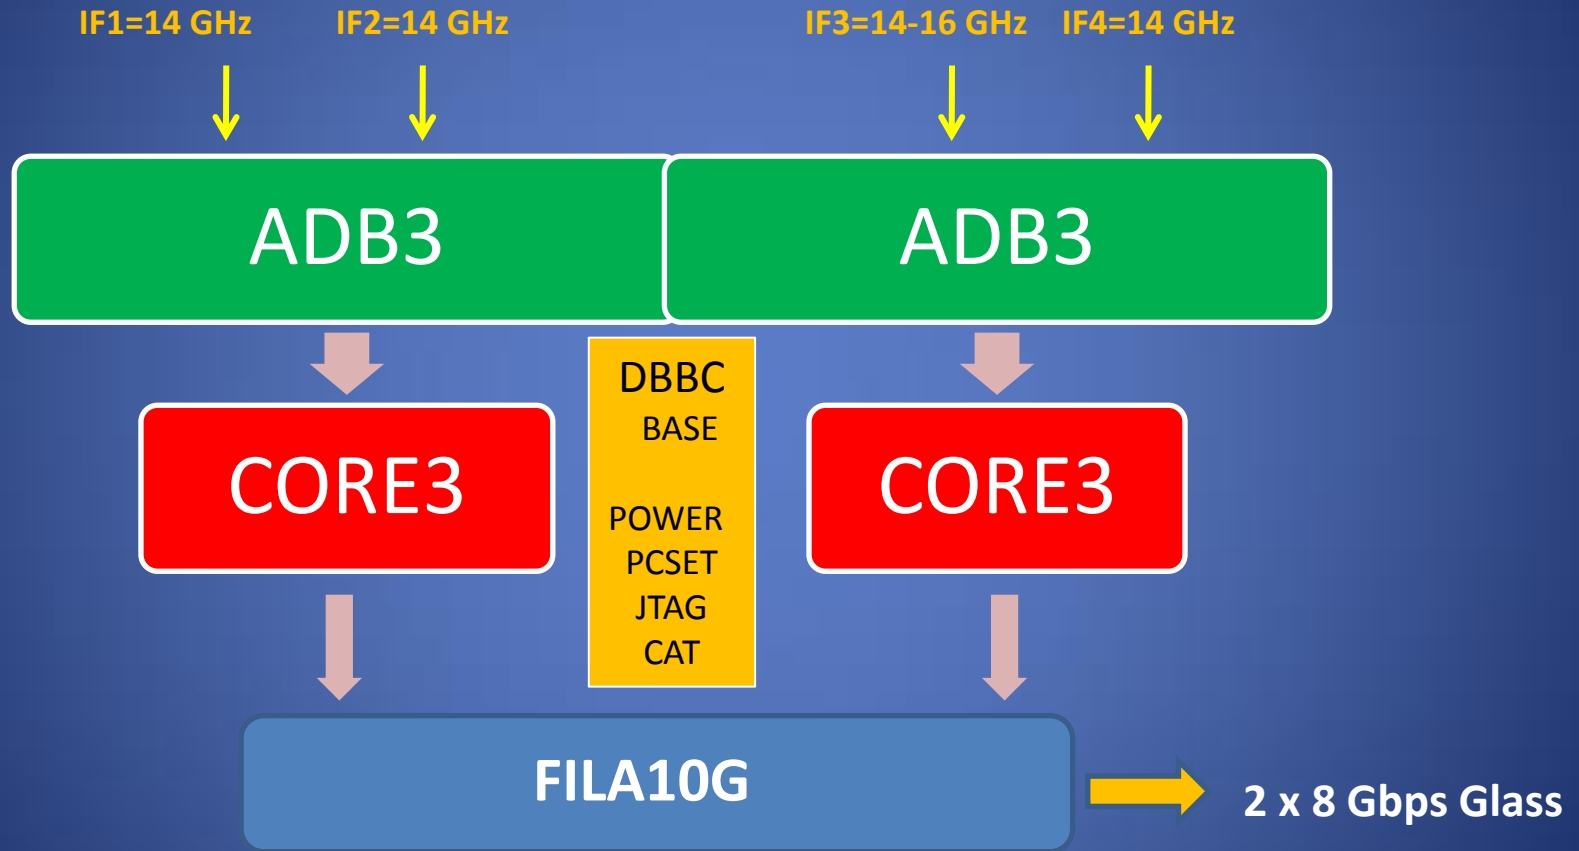 IF1=14 GHz
IF2=14 GHz
IF3=14-16 GHz
IF4=14 GHz
ADB3
ADB3
DBBC
BASE
POWER
PCSET
JTAG
CAT
CORE3
CORE3
FILA10G
2 x 8 Gbps Glass